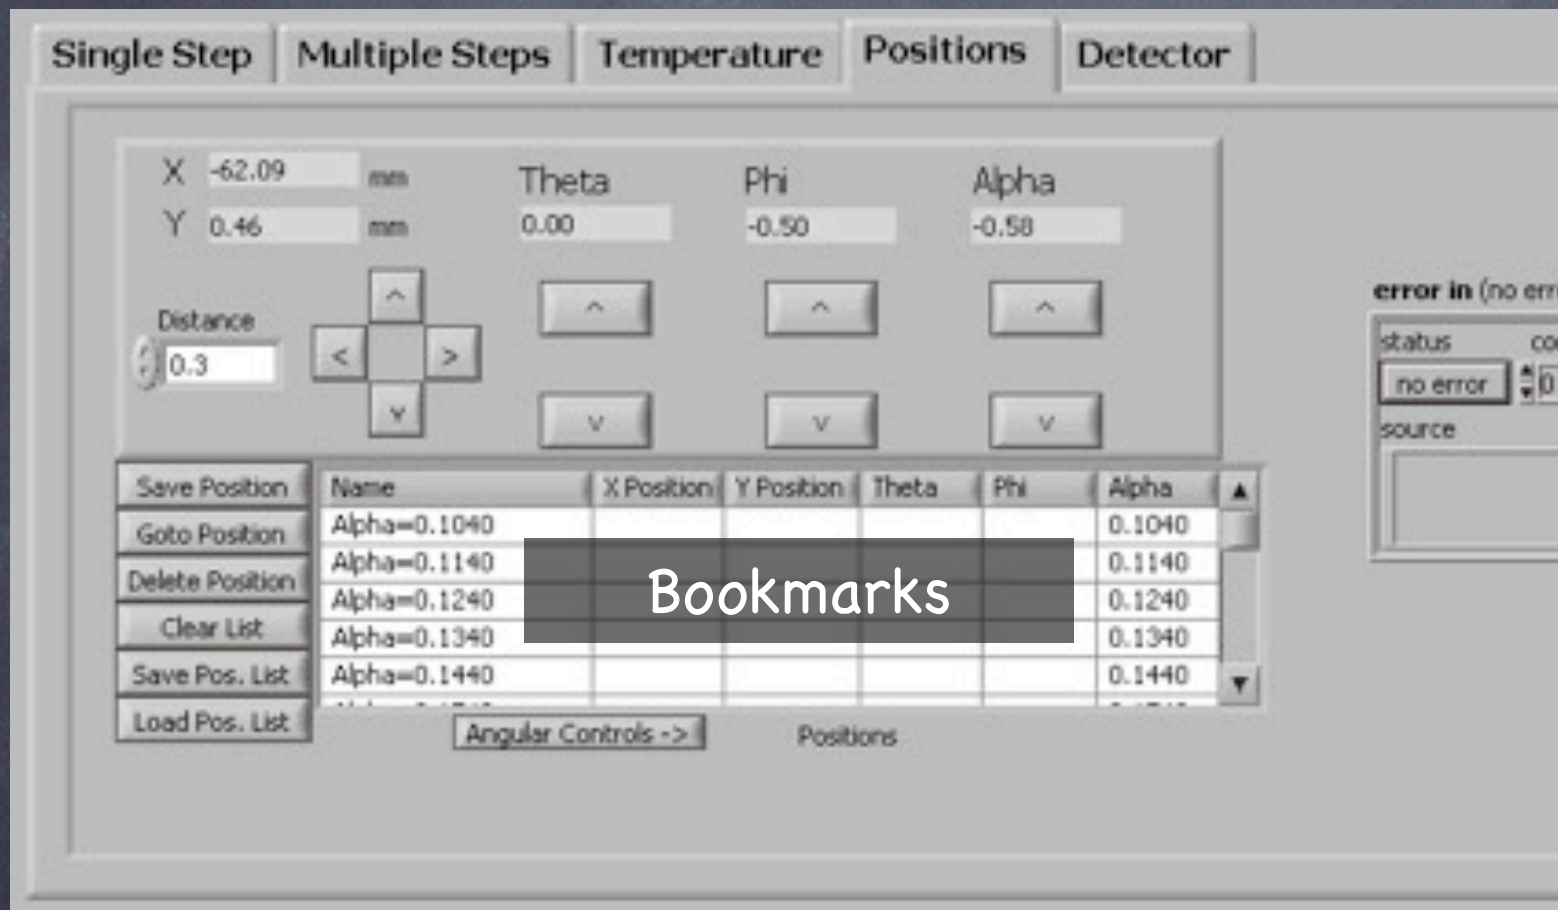 Single Step Multiple Steps Temperature Positions Detector
X -62.09 mm Theta Phi Alpha
Y 0.46 mm 0.00 -0.50 -0.58
^ ^ ^ ^
error in (no
Distance
0.3 < >
status
no error 0
v v v v
source
Save Position Name X Position Y Position Theta Phi Alpha
Goto Position Alpha=0.1040 0.1040
Alpha=0.1140 0.1140
Delete Position Bookmarks
Alpha=0.1240 0.1240
Clear List Alpha=0.1340 0.1340
Save Pos. List Alpha=0.1440 0.1440
Load Pos. List Angular Controls -> Positions